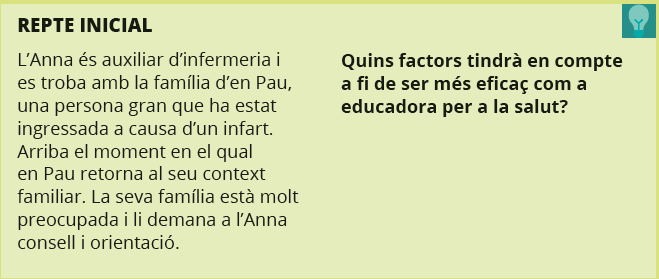 REPTE INICIAL
L’Anna és auxiliar d’infermeria i
es troba amb la família d’en Pau,
una persona gran que ha estat
ingressada a causa d’un infart.
Arriba el moment en el qual
en Pau retorna al seu context
familiar. La seva família està molt
preocupada i li demana a l’Anna
consell i orientació.
Quins factors tindrà en compte
a fi de ser més eficaç com a
educadora per a la salut?